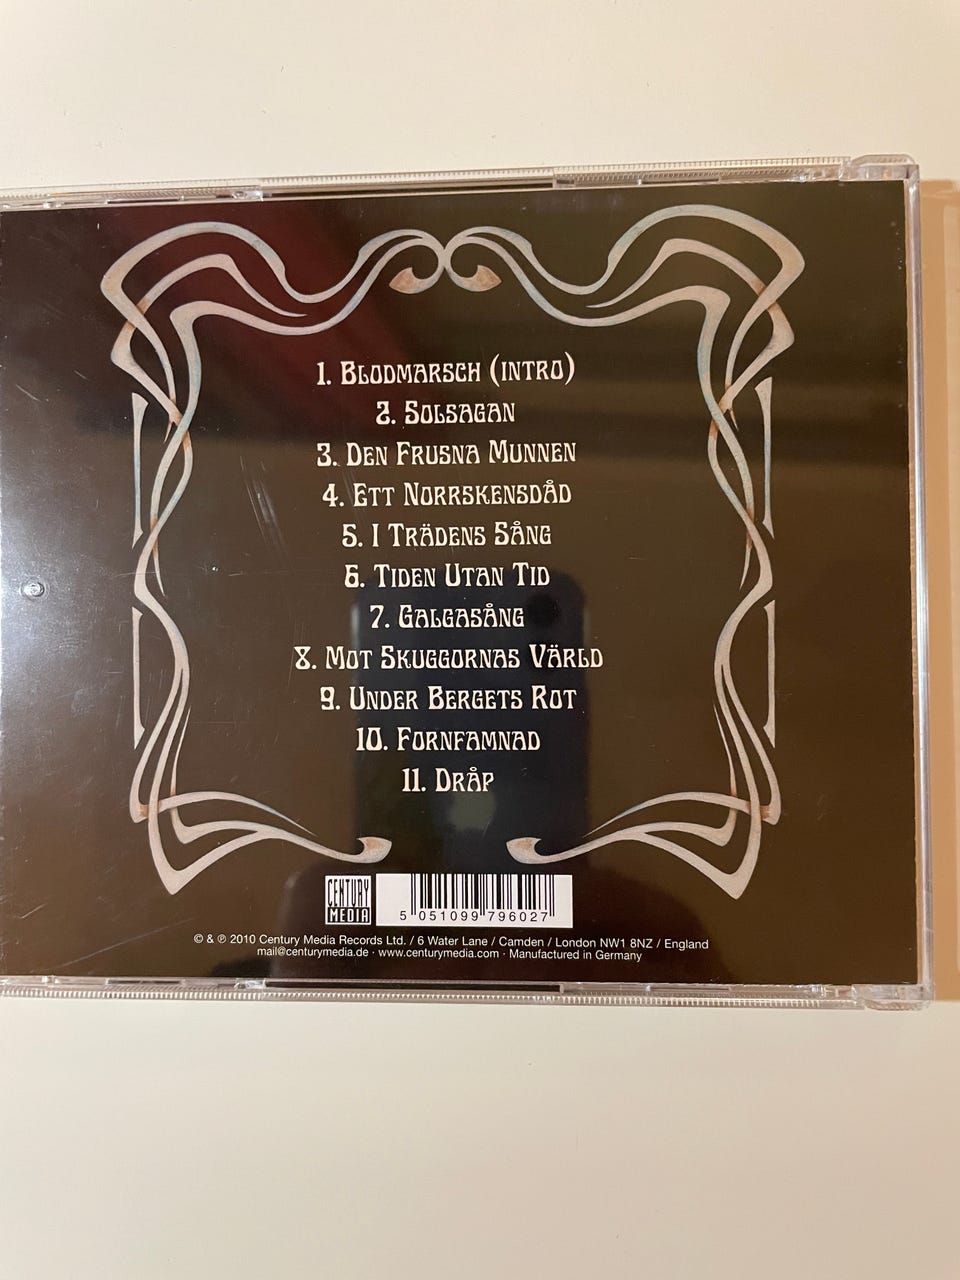 1. Blodmarsch (intro)
2. Solsagan
3. Den Frusna Munnen
4. Ett Norrskensdåd
5. I Trädens Sång
6. Tiden Utan Tid
7. Galgasång
8. Mot Skuggornas Värld
9. Under Bergets Rot
10. Fornfamnad
11. Dråp
CENTURY
MEDIA
5 051099 796027
© & ℗ 2010 Century Media Records Ltd. / 6 Water Lane / Camden / London NW1 8NZ / England
mail@centurymedia.de · www.centurymedia.com · Manufactured in Germany